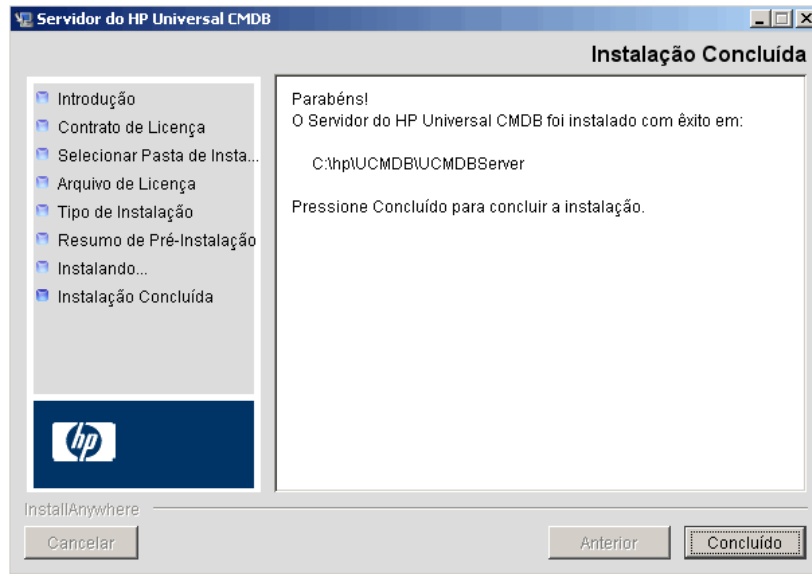 Servidor do HP Universal CMDB
Instalação Concluída
Introdução
Contrato de Licença
Selecionar Pasta de Insta...
Arquivo de Licença
Tipo de Instalação
Resumo de Pré-Instalação
Instalando...
Instalação Concluída
hp
Parabéns!
O Servidor do HP Universal CMDB foi instalado com êxito em:
C:\hp\UCMDB\UCMDBServer
Pressione Concluído para concluir a instalação.
InstallAnywhere
Cancelar
Anterior
Concluído